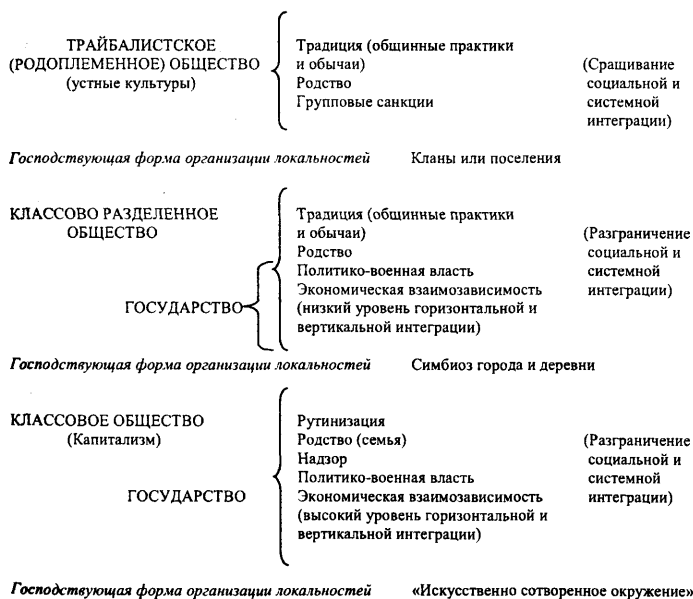 ТРАЙБАЛИСТСКОЕ
(РОДОПЛЕМЕННОЕ) ОБЩЕСТВО
(устные культуры)
Традиция (общинные практики
и обычаи)
Родство
Групповые санкции
(Сращивание
социальной и
системной
интеграции)
Господствующая форма организации локальностей Кланы или поселения
КЛАССОВО РАЗДЕЛЕННОЕ
ОБЩЕСТВО
ГОСУДАРСТВО
Традиция (общинные практики
и обычаи)
Родство
Политико-военная власть
Экономическая взаимозависимость
(низкий уровень горизонтальной и
вертикальной интеграции)
(Разграничение
социальной и
системной
интеграции)
Господствующая форма организации локальностей Симбиоз города и деревни
КЛАССОВОЕ ОБЩЕСТВО
(Капитализм)
ГОСУДАРСТВО
Рутинизация
Родство (семья)
Надзор
Политико-военная власть
Экономическая взаимозависимость
(высокий уровень горизонтальной и
вертикальной интеграции)
(Разграничение
социальной и
системной
интеграции)
Господствующая форма организации локальностей «Искусственно сотворенное окружение»